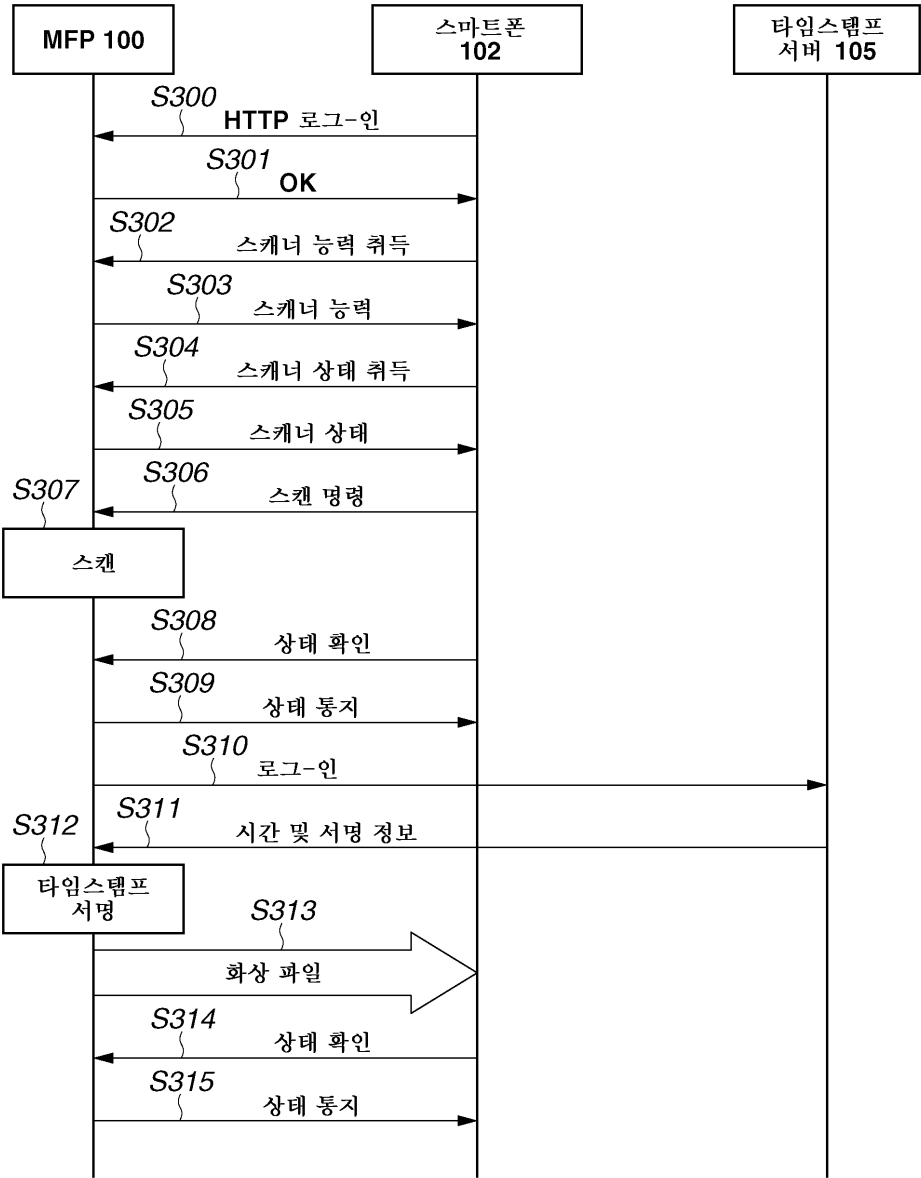 MFP 100
스마트폰
102
타임스탬프
서버 105
S300
HTTP 로그-인
S301
OK
S302
스캐너 능력 취득
S303
스캐너 능력
S304
스캐너 상태 취득
S305
스캐너 상태
S306
스캔 명령
S307
스캔
S308
상태 확인
S309
상태 통지
S310
로그-인
S311
시간 및 서명 정보
S312
타임스탬프
서명
S313
화상 파일
S314
상태 확인
S315
상태 통지